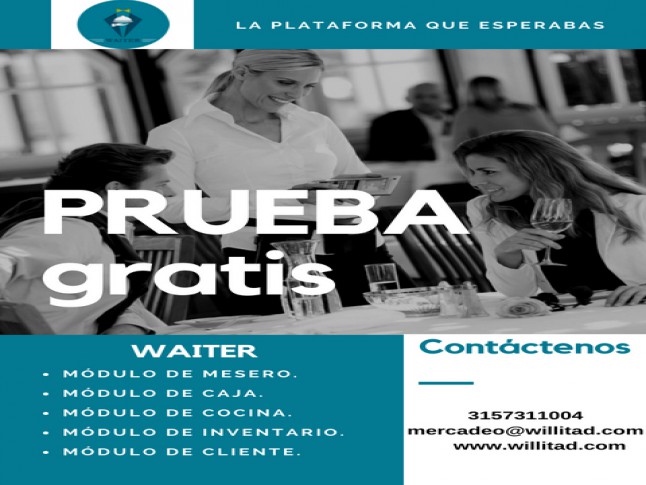 WAITER
LA PLATAFORMA QUE ESPERABAS
PRUEBA
gratis
WAITER
• MÓDULO DE MESERO.
• MÓDULO DE CAJA.
• MÓDULO DE COCINA.
• MÓDULO DE INVENTARIO.
• MÓDULO DE CLIENTE.
Contáctenos
3157311004
mercadeo@willitad.com
www.willitad.com